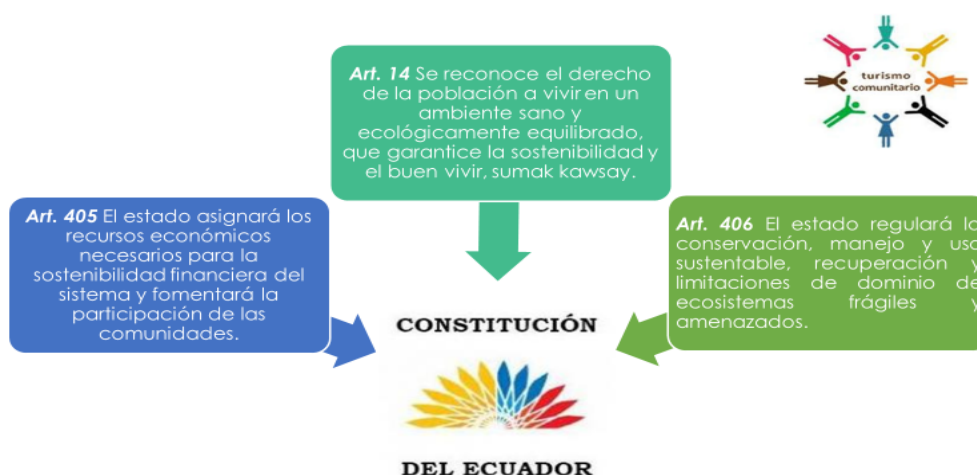 Art. 14 Se reconoce el derecho
de la población a vivir en un
ambiente sano y
ecológicamente equilibrado,
que garantice la sostenibilidad y
el buen vivir, sumak kawsay.
turismo
comunitario
Art. 405 El estado asignará los
recursos económicos
necesarios para la
sostenibilidad financiera del
sistema y fomentará la
participación de las
comunidades.
Art. 406 El estado regulará la
conservación, manejo y uso
sustentable, recuperación y
limitaciones de dominio de
ecosistemas frágiles y
amenazados.
CONSTITUCIÓN
DEL ECUADOR